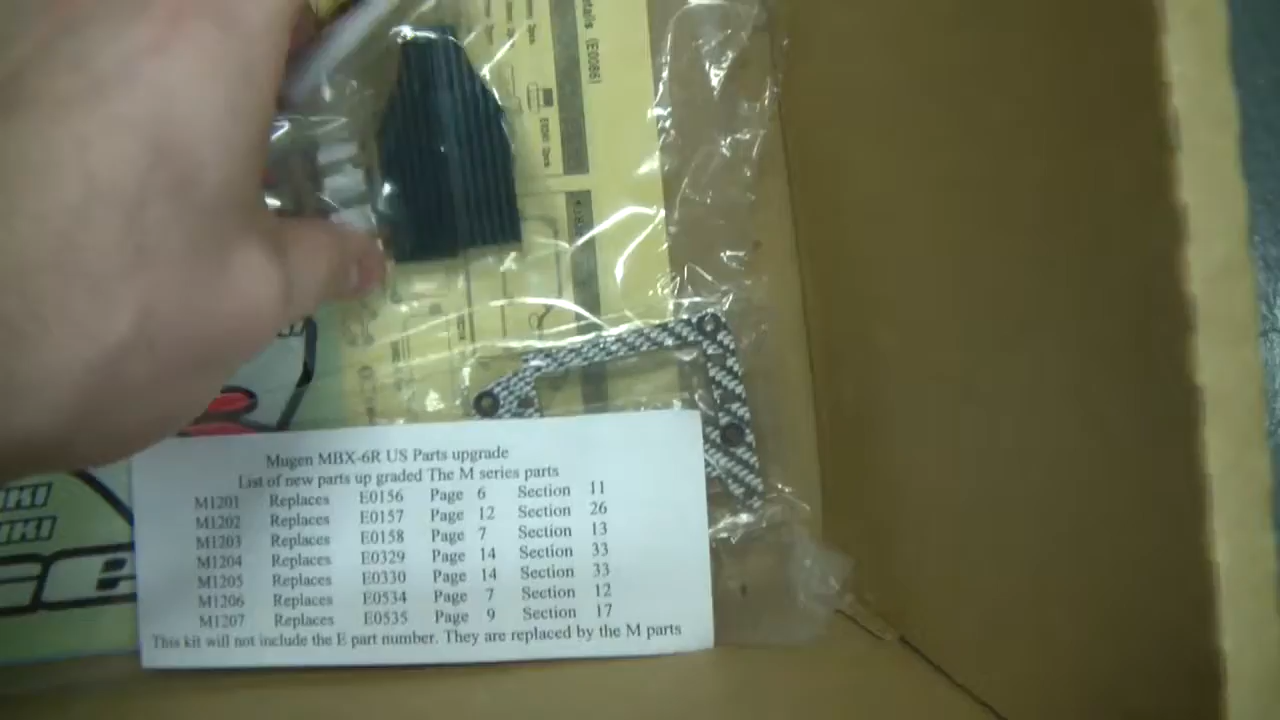 etails (E0086)
Mugen MBX-6R US Parts upgrade
List of new parts up graded The M series parts
M1201 Replaces E0156 Page 6 Section 11
M1202 Replaces E0157 Page 12 Section 26
M1203 Replaces E0158 Page 7 Section 13
M1204 Replaces E0329 Page 14 Section 33
M1205 Replaces E0330 Page 14 Section 33
M1206 Replaces E0534 Page 7 Section 12
M1207 Replaces E0535 Page 9 Section 17
This kit will not include the E part number. They are replaced by the M parts